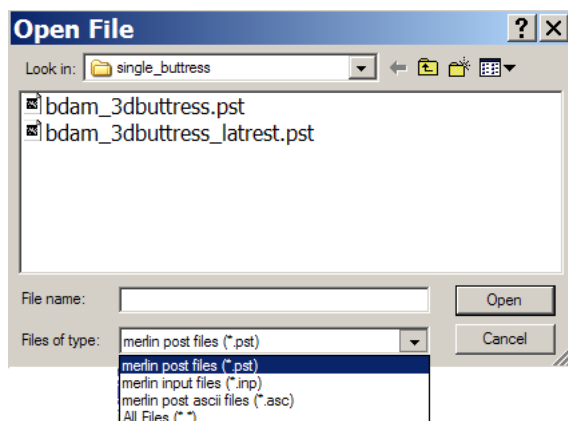 Open File
Look in: single_buttress
bdam_3dbuttress.pst
bdam_3dbuttress_latrest.pst
File name: Open
Files of type: merlin post files (*.pst) Cancel
merlin post files (*.pst)
merlin input files (*.inp)
merlin post ascii files (*.asc)
All Files (*.*)